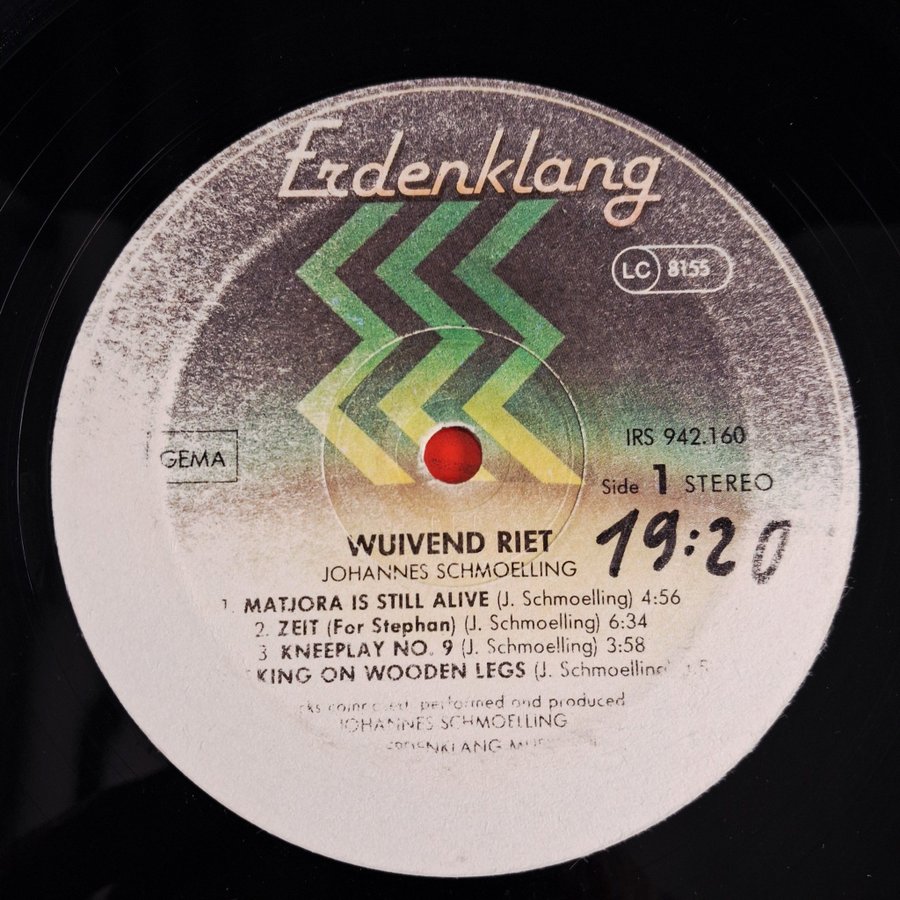 Erdenklang
LC 8155
IRS 942.160
GEMA
Side 1 STEREO
19:20
WUIVEND RIET
JOHANNES SCHMOELLING
1. MATJORA IS STILL ALIVE (J. Schmoelling) 4:56
2. ZEIT (For Stephan) (J. Schmoelling) 6:34
3 KNEEPLAY NO. 9 (J. Schmoelling) 3:58
KING ON WOODEN LEGS (J. Schmoelling
performed and produced
JOHANNES SCHMOELLING
ERDENKLANG